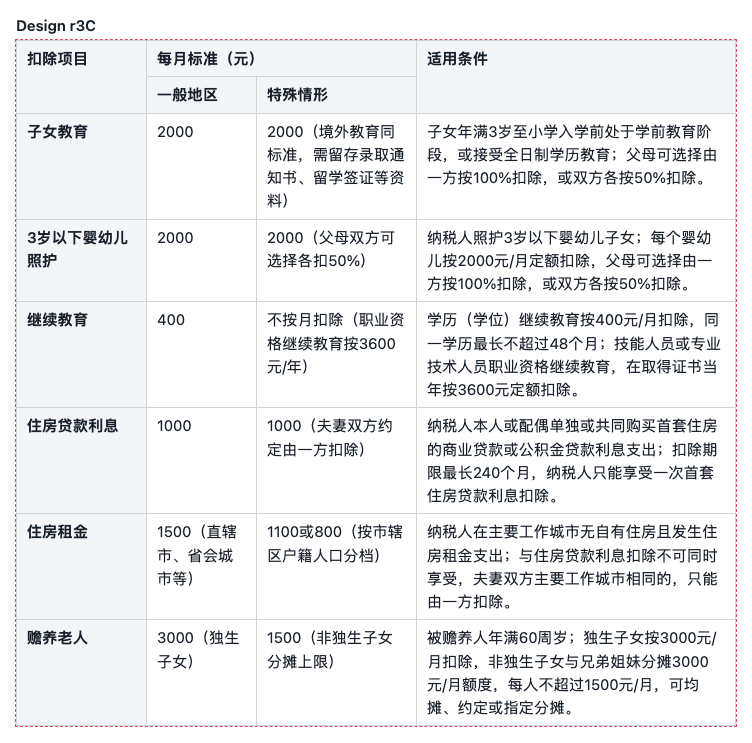 Design r3C
扣除项目
每月标准（元）
适用条件
一般地区
特殊情形
子女教育
2000
2000（境外教育同
标准，需留存录取通
知书、留学签证等资
料）
子女年满3岁至小学入学前处于学前教育阶
段，或接受全日制学历教育；父母可选择由
一方按100%扣除，或双方各按50%扣除。
3岁以下婴幼儿
照护
2000
2000（父母双方可
选择各扣50%）
纳税人照护3岁以下婴幼儿子女；每个婴幼
儿按2000元/月定额扣除，父母可选择由一
方按100%扣除，或双方各按50%扣除。
继续教育
400
不按月扣除（职业资
格继续教育按3600
元/年）
学历（学位）继续教育按400元/月扣除，同
一学历最长不超过48个月；技能人员或专业
技术人员职业资格继续教育，在取得证书当
年按3600元定额扣除。
住房贷款利息
1000
1000（夫妻双方约
定由一方扣除）
纳税人本人或配偶单独或共同购买首套住房
的商业贷款或公积金贷款利息支出；扣除期
限最长240个月，纳税人只能享受一次首套
住房贷款利息扣除。
住房租金
1500（直辖
市、省会城
市等）
1100或800（按市辖
区户籍人口分档）
纳税人在主要工作城市无自有住房且发生住
房租金支出；与住房贷款利息扣除不可同时
享受，夫妻双方主要工作城市相同的，只能
由一方扣除。
赡养老人
3000（独生
子女）
1500（非独生子女
分摊上限）
被赡养人年满60周岁；独生子女按3000元/
月扣除，非独生子女与兄弟姐妹分摊3000
元/月额度，每人不超过1500元/月，可均
摊、约定或指定分摊。